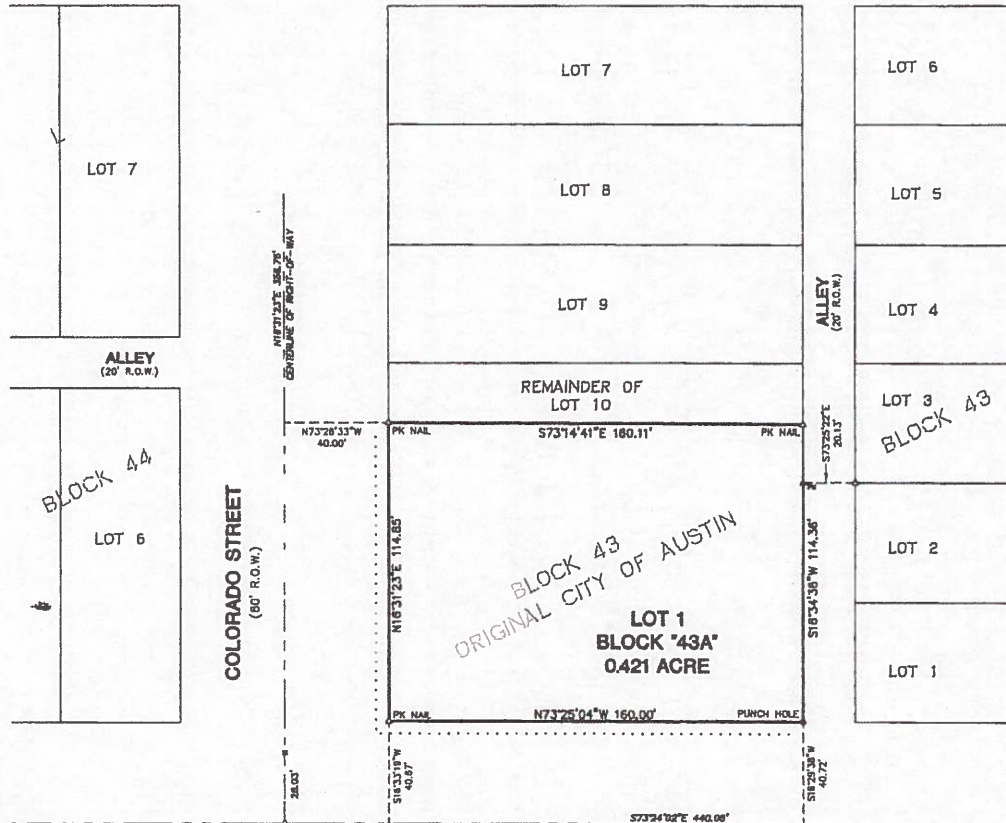 LOT 7
LOT 6
LOT 7
LOT 8
LOT 5
N16°31'23"E
CENTERLINE OF RIGHT-OF-WAY
LOT 9
ALLEY
(20' R.O.W.)
LOT 4
ALLEY
(20' R.O.W.)
REMAINDER OF
LOT 10
LOT 3
BLOCK 43
N73°28'33"W
40.00'
PK NAIL
S73°14'41"E 160.11'
PK NAIL
S73°25'22"E
20.13'
BLOCK 44
LOT 6
COLORADO STREET
(80' R.O.W.)
N16°31'23"E 114.85'
BLOCK 43
ORIGINAL CITY OF AUSTIN
LOT 1
BLOCK "43A"
0.421 ACRE
S16°34'36"W 114.36'
LOT 2
LOT 1
PK NAIL
N73°25'04"W 160.00'
PUNCH HOLE
26.03'
S16°33'19"W
40.67'
S16°29'38"W
40.72'
S73°24'02"E 440.08'